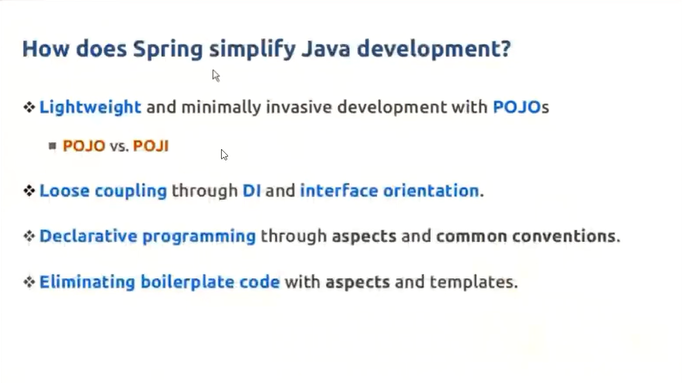 How does Spring simplify Java development?
❖ Lightweight and minimally invasive development with POJOs
■ POJO vs. POJI
❖ Loose coupling through DI and interface orientation.
❖ Declarative programming through aspects and common conventions.
❖ Eliminating boilerplate code with aspects and templates.